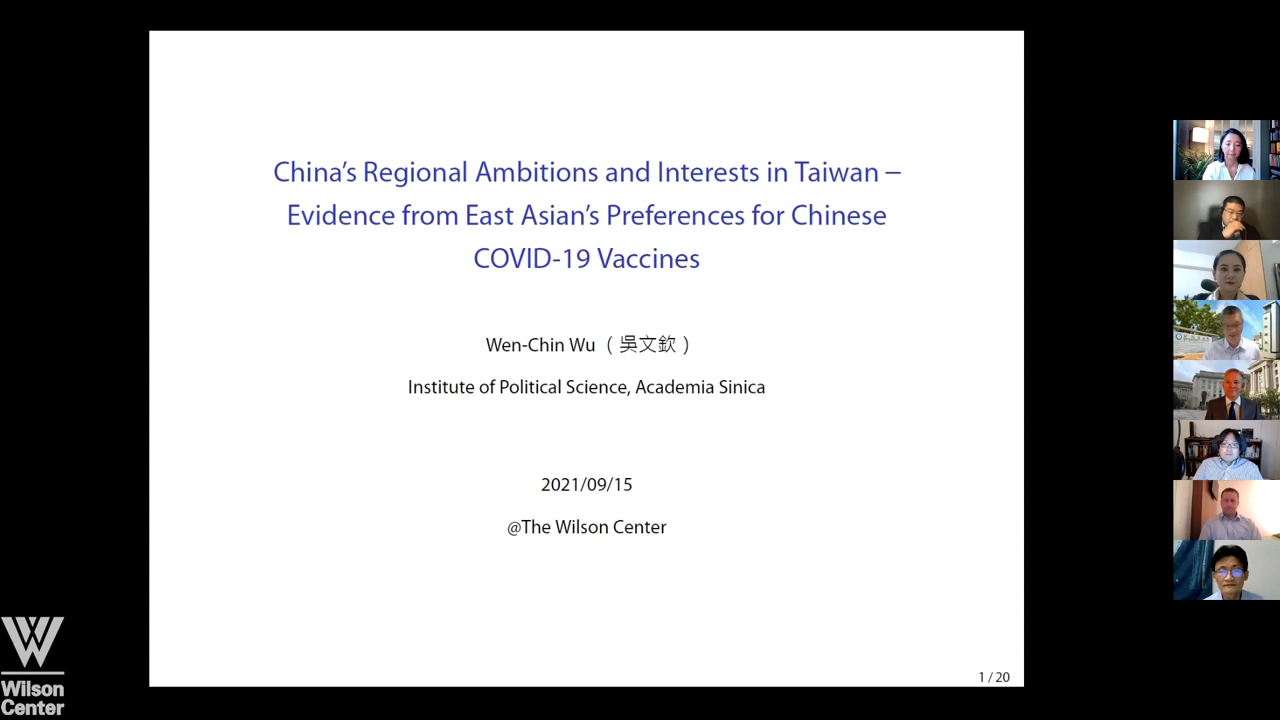 China's Regional Ambitions and Interests in Taiwan –
Evidence from East Asian's Preferences for Chinese
COVID-19 Vaccines
Wen-Chin Wu ( 吳文欽 )
Institute of Political Science, Academia Sinica
2021/09/15
@The Wilson Center
1 / 20
Wilson
Center